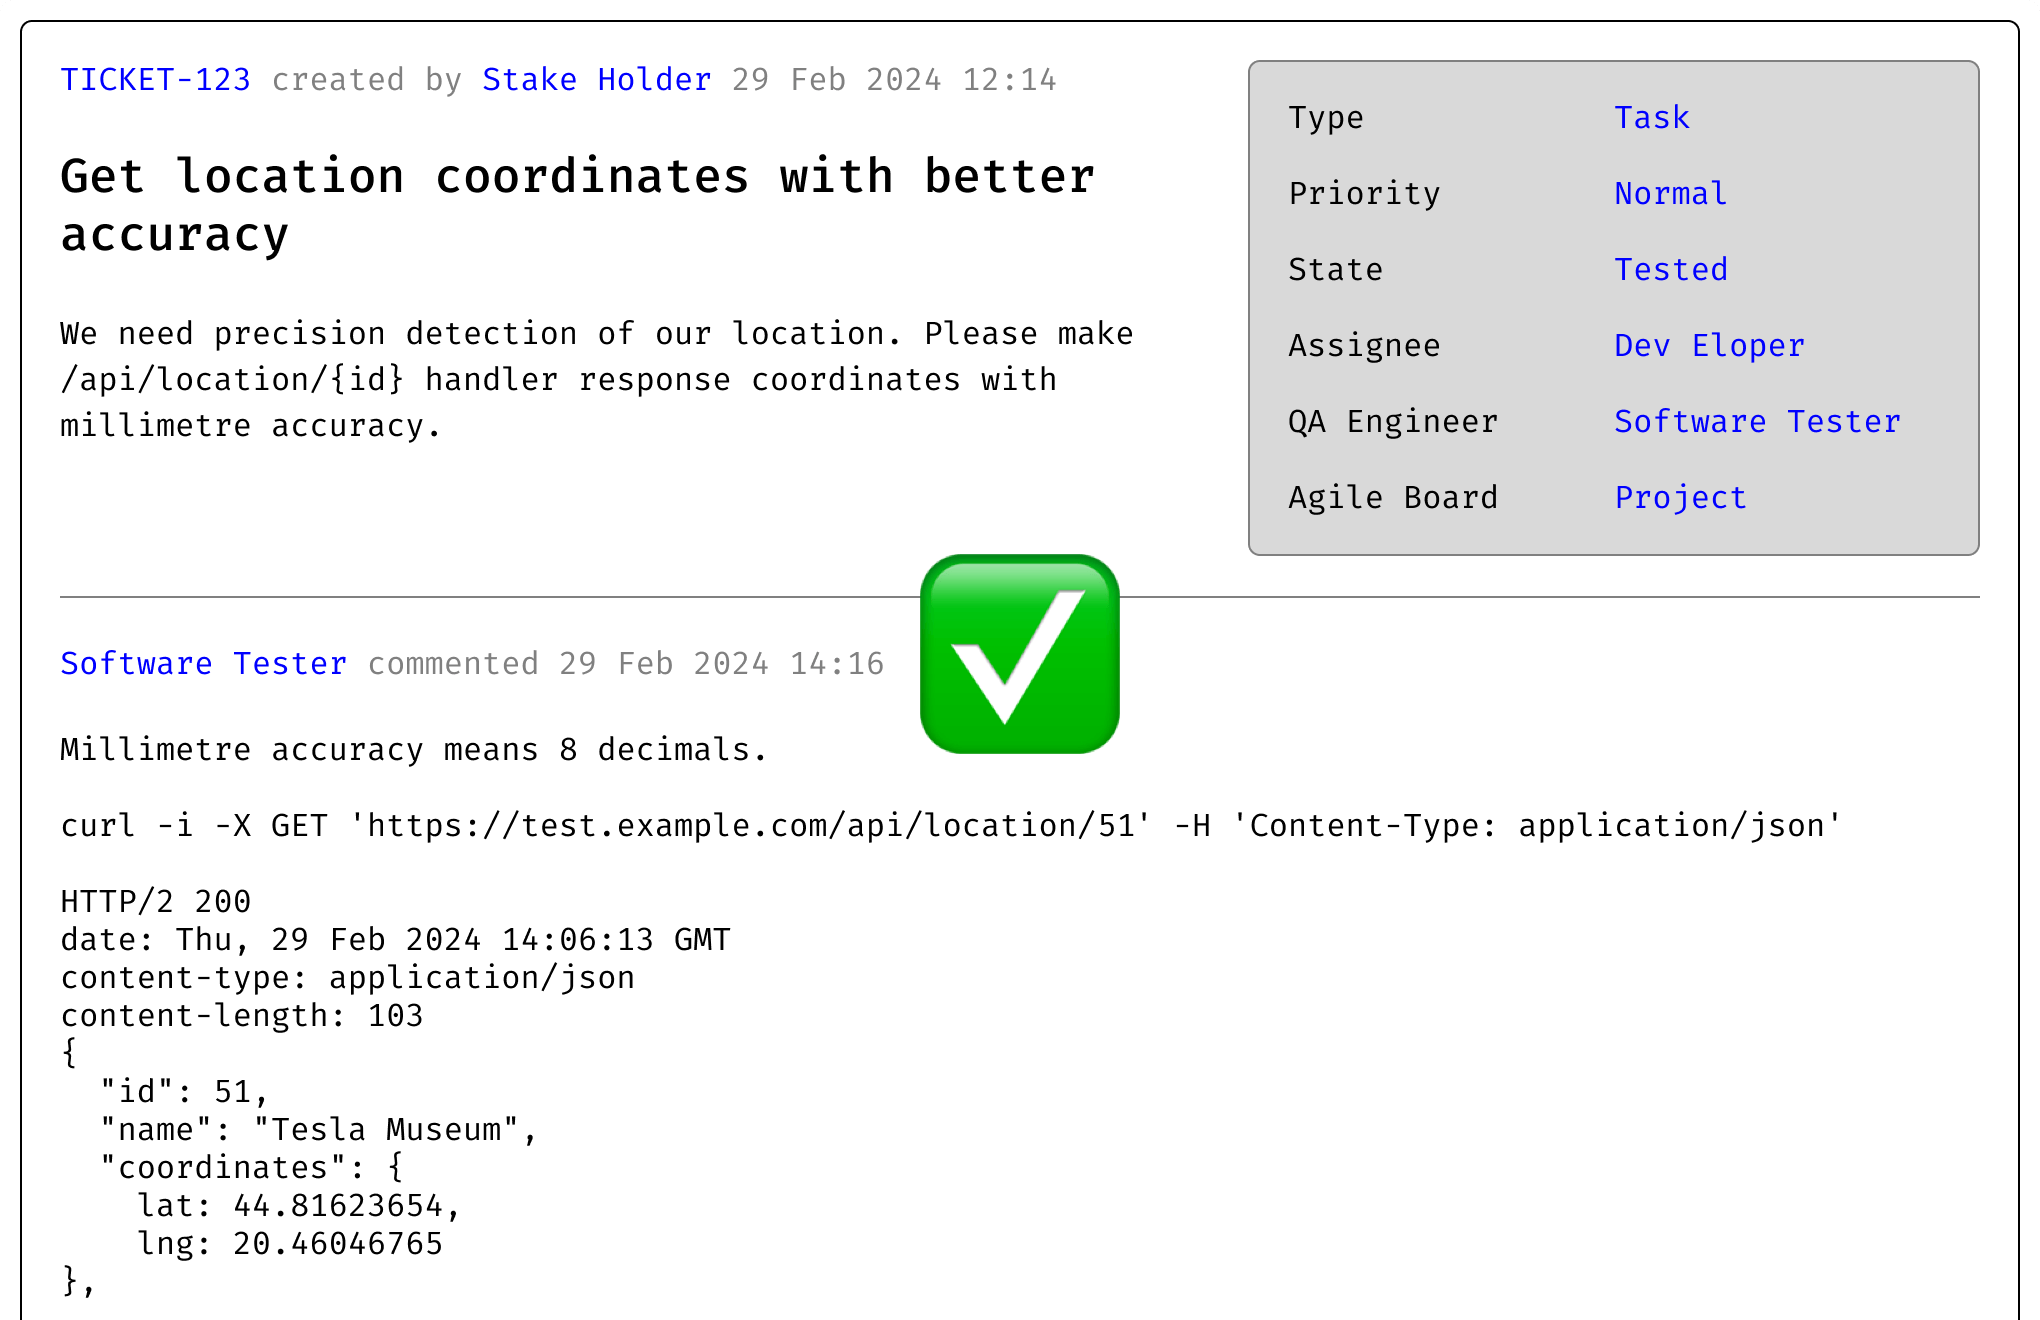 TICKET-123 created by Stake Holder 29 Feb 2024 12:14
Get location coordinates with better
accuracy
We need precision detection of our location. Please make
/api/location/{id} handler response coordinates with
millimetre accuracy.
Type Task
Priority Normal
State Tested
Assignee Dev Eloper
QA Engineer Software Tester
Agile Board Project
Software Tester commented 29 Feb 2024 14:16
Millimetre accuracy means 8 decimals.
curl -i -X GET 'https://test.example.com/api/location/51' -H 'Content-Type: application/json'
HTTP/2 200
date: Thu, 29 Feb 2024 14:06:13 GMT
content-type: application/json
content-length: 103
{
  "id": 51,
  "name": "Tesla Museum",
  "coordinates": {
    lat: 44.81623654,
    lng: 20.46046765
},